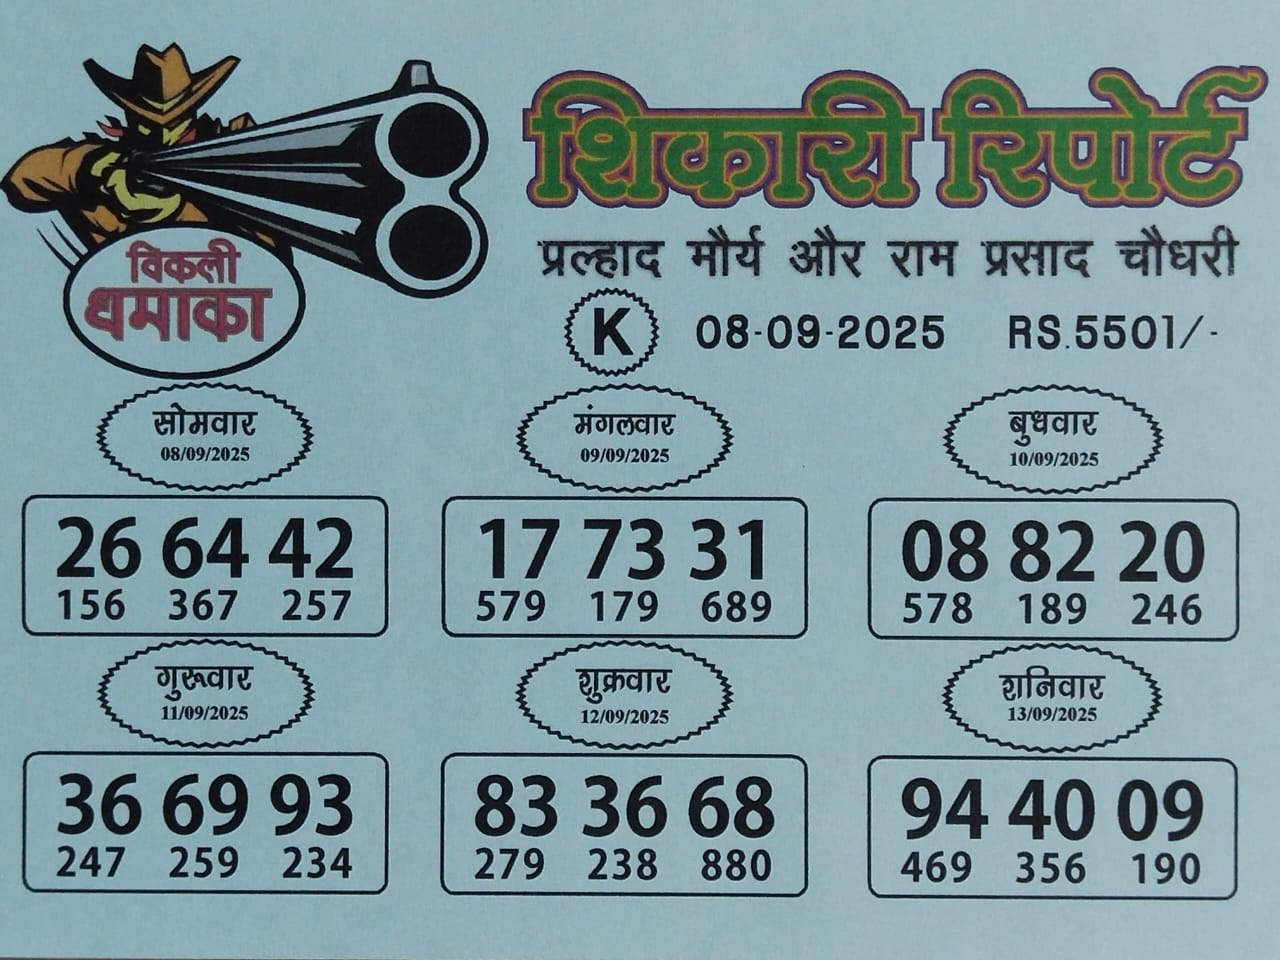 शिकारी रिपोर्ट
प्रल्हाद मौर्य और राम प्रसाद चौधरी
विकली
धमाका
K 08-09-2025 RS.5501/-
सोमवार
08/09/2025
26 64 42
156 367 257
मंगलवार
09/09/2025
17 73 31
579 179 689
बुधवार
10/09/2025
08 82 20
578 189 246
गुरूवार
11/09/2025
36 69 93
247 259 234
शुक्रवार
12/09/2025
83 36 68
279 238 880
शनिवार
13/09/2025
94 40 09
469 356 190